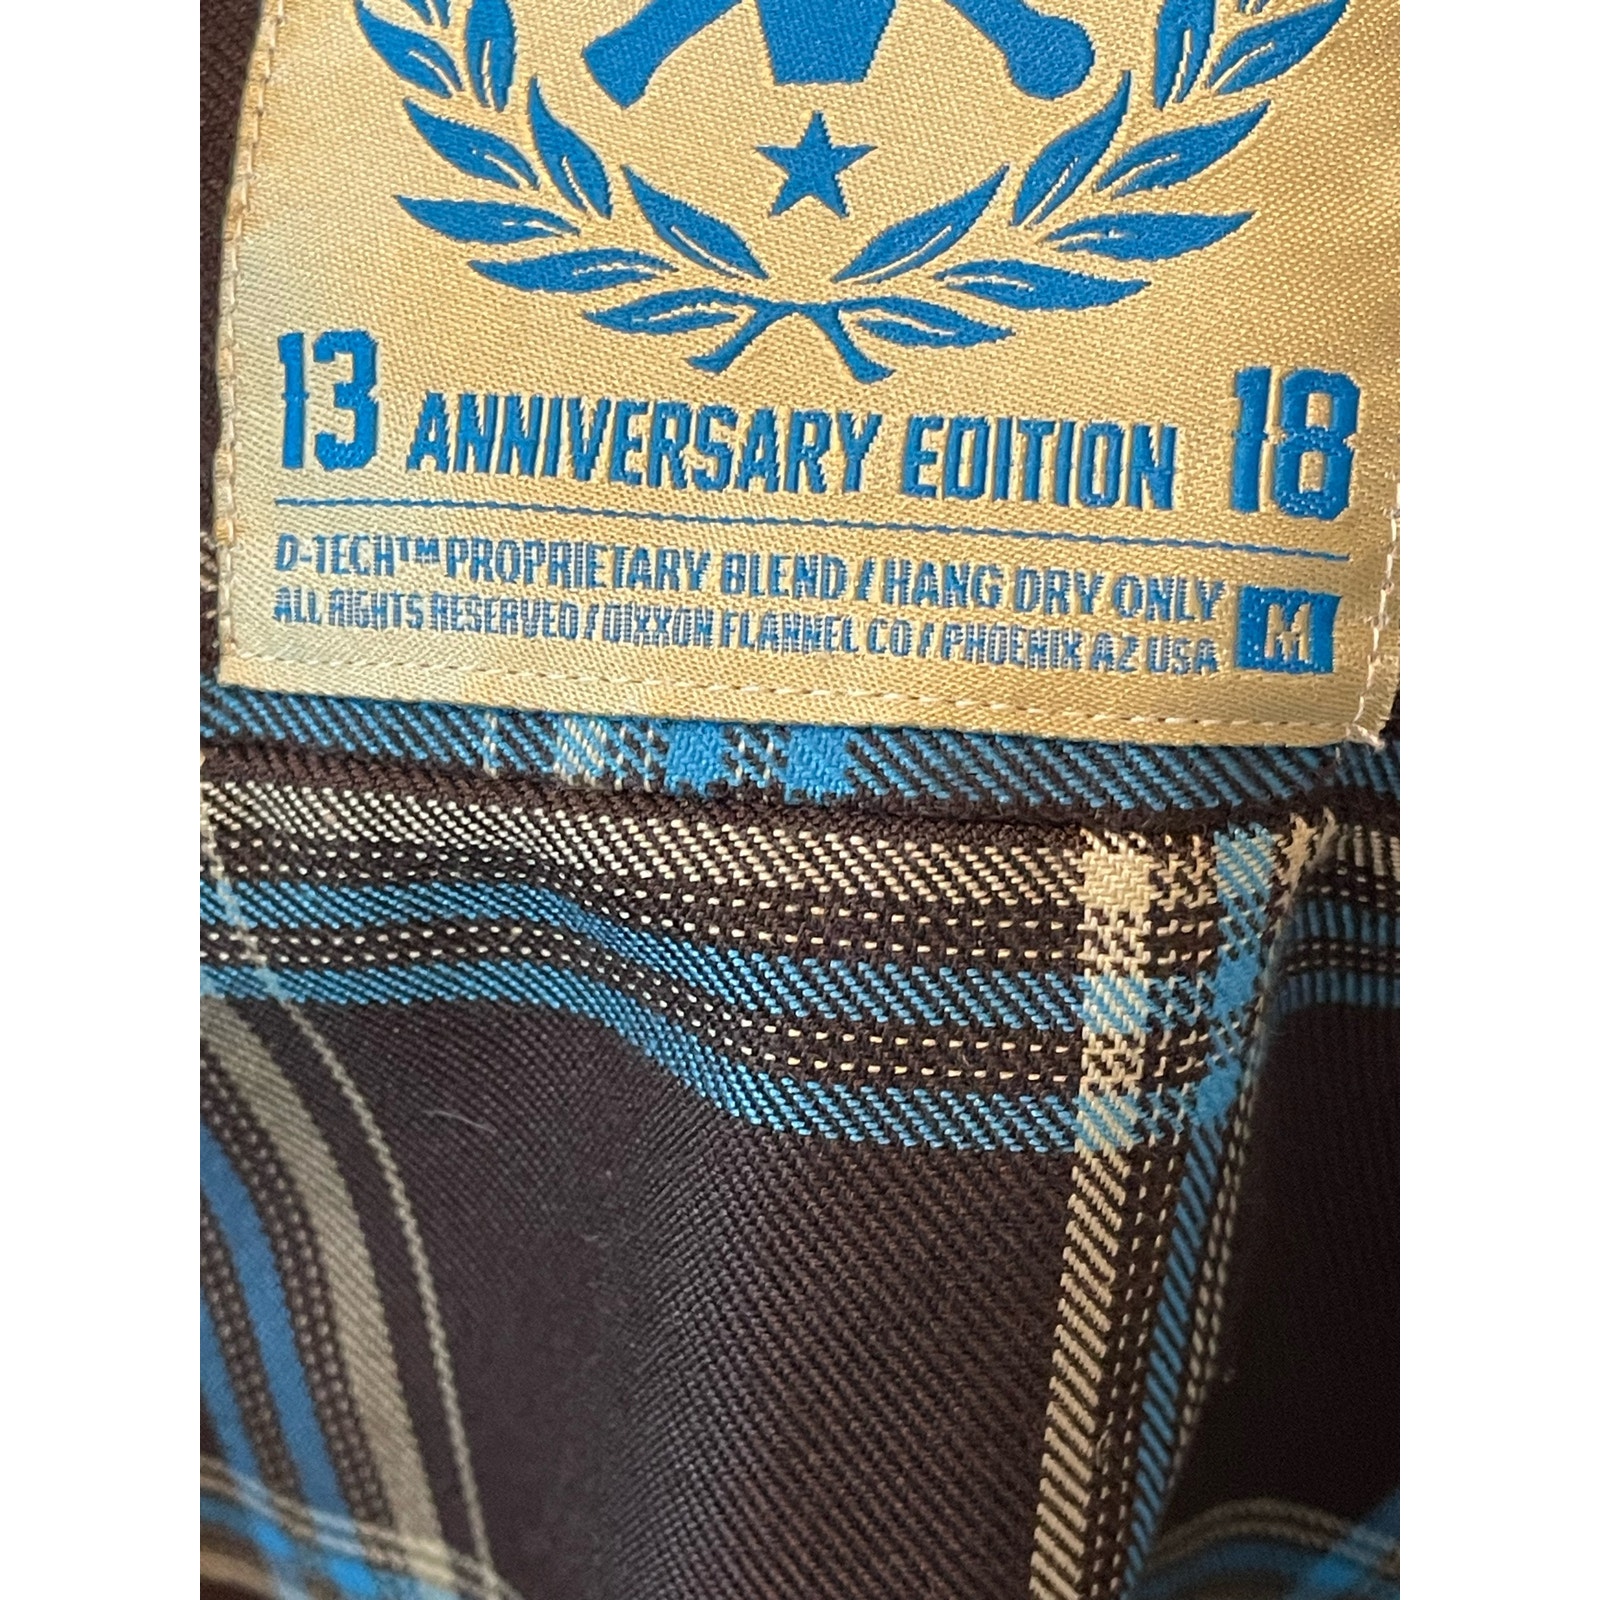 13 ANNIVERSARY EDITION 18
D-TECH™ PROPRIETARY BLEND / HANG DRY ONLY
ALL RIGHTS RESERVED / DIXXON FLANNEL CO / PHOENIX AZ USA
M